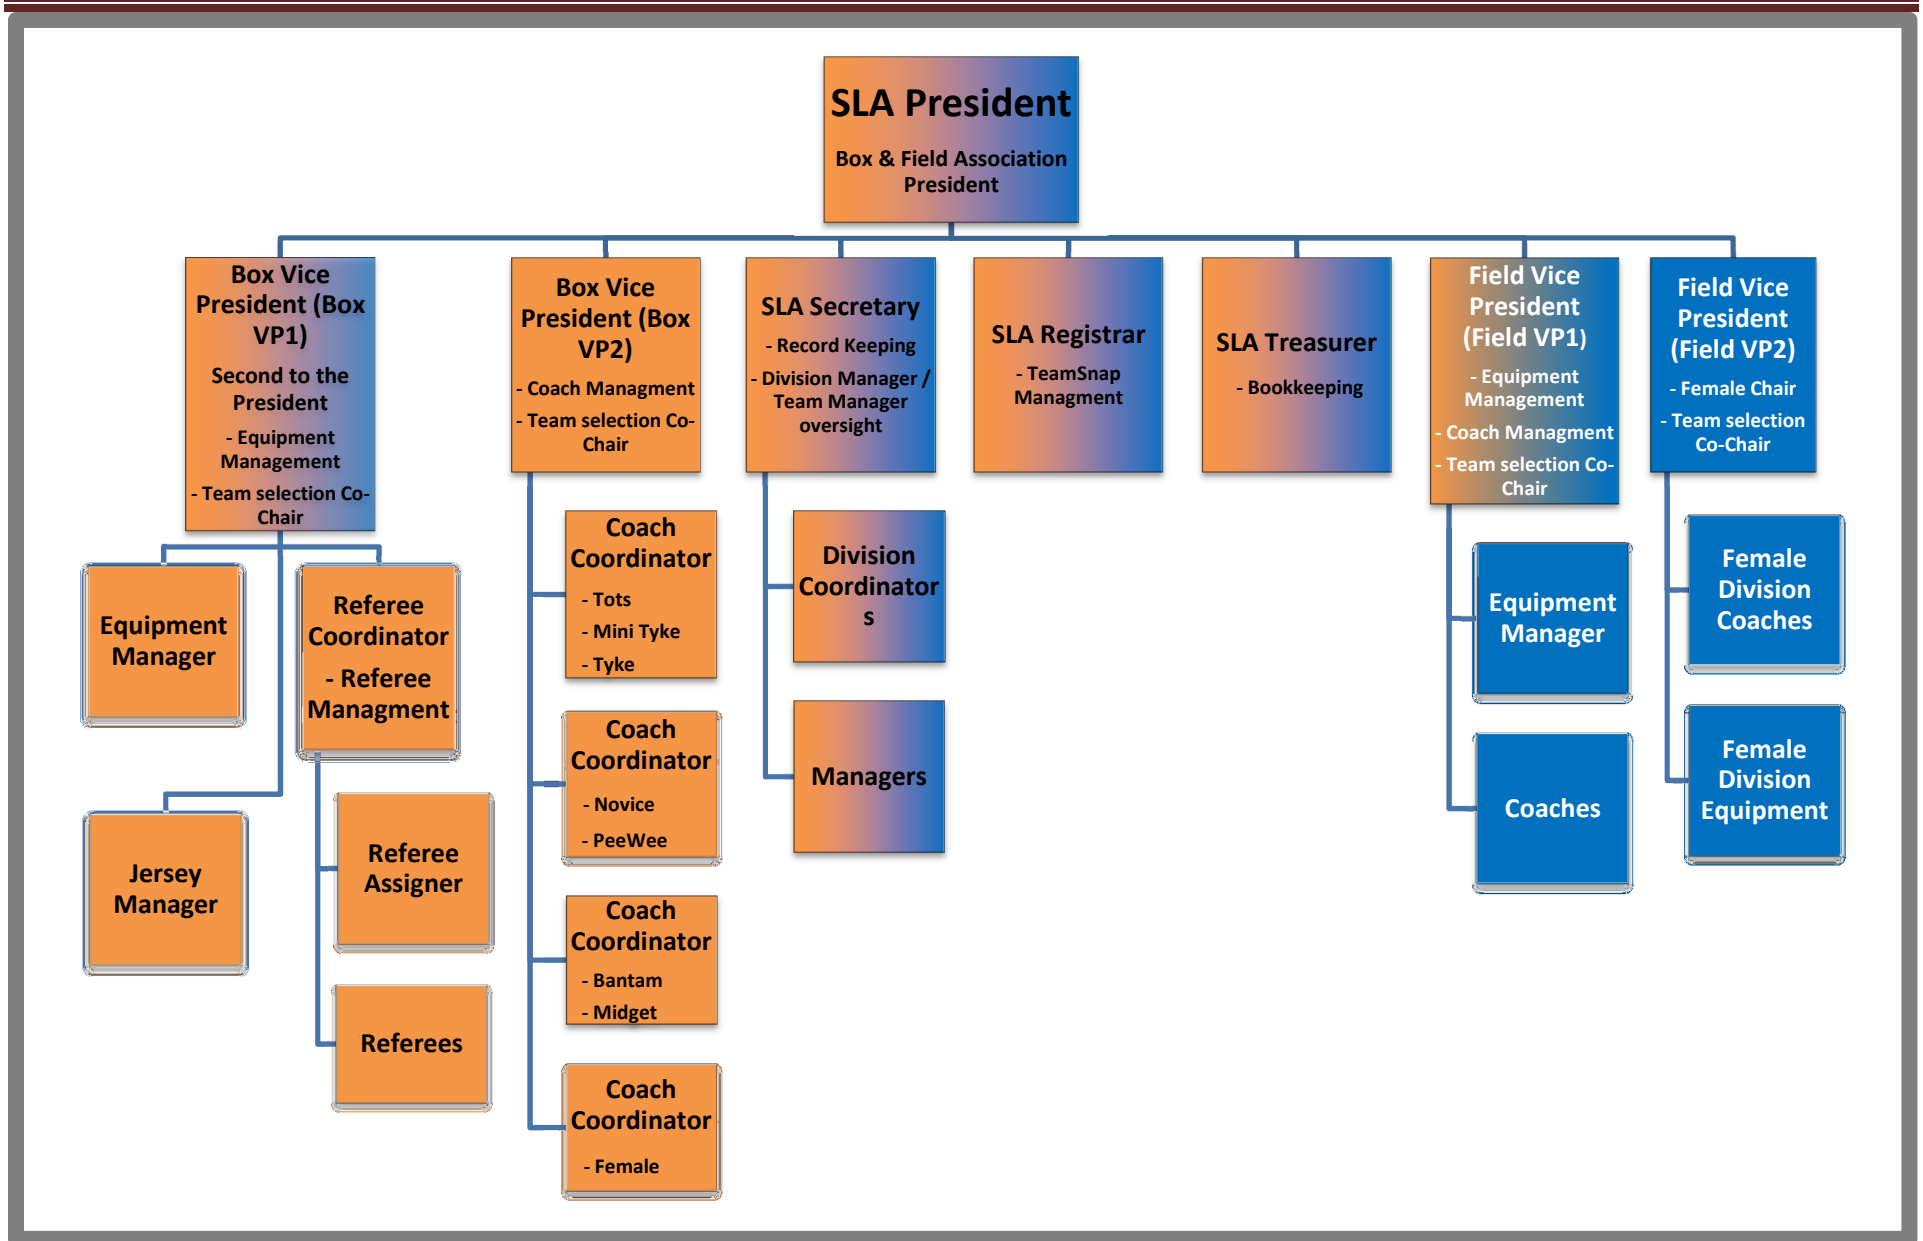 SLA President
Box & Field Association
President
Box Vice
President (Box
VP1)
Second to the
President
- Equipment
Management
- Team selection Co-
Chair
Box Vice
President (Box
VP2)
- Coach Managment
- Team selection Co-
Chair
SLA Secretary
- Record Keeping
- Division Manager /
Team Manager
oversight
SLA Registrar
- TeamSnap
Managment
SLA Treasurer
- Bookkeeping
Field Vice
President
(Field VP1)
- Equipment
Management
- Coach Managment
- Team selection Co-
Chair
Field Vice
President
(Field VP2)
- Female Chair
- Team selection
Co-Chair
Equipment
Manager
Referee
Coordinator
- Referee
Managment
Jersey
Manager
Referee
Assigner
Referees
Coach
Coordinator
- Tots
- Mini Tyke
- Tyke
Coach
Coordinator
- Novice
- PeeWee
Coach
Coordinator
- Bantam
- Midget
Coach
Coordinator
- Female
Division
Coordinator
s
Managers
Equipment
Manager
Coaches
Female
Division
Coaches
Female
Division
Equipment